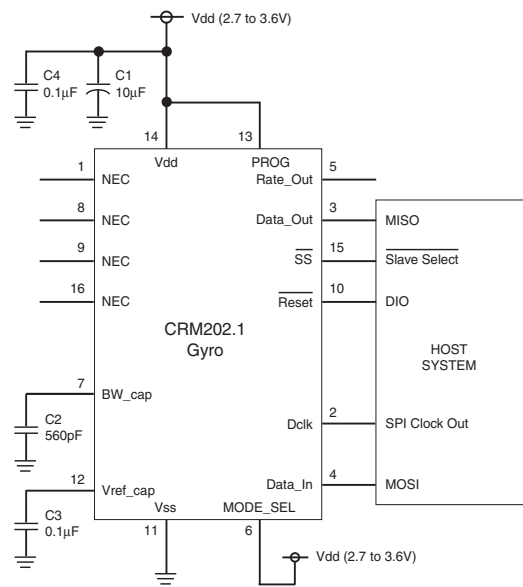 Vdd (2.7 to 3.6V)
C4
0.1µF
C1
10µF
14
13
Vdd
PROG
1
NEC
Rate_Out
5
8
NEC
Data_Out
3
MISO
9
NEC
SS
15
Slave Select
16
NEC
Reset
10
DIO
CRM202.1
Gyro
HOST
SYSTEM
7
BW_cap
C2
560pF
Dclk
2
SPI Clock Out
12
Vref_cap
Data_In
4
MOSI
C3
0.1µF
Vss
MODE_SEL
11
6
Vdd (2.7 to 3.6V)